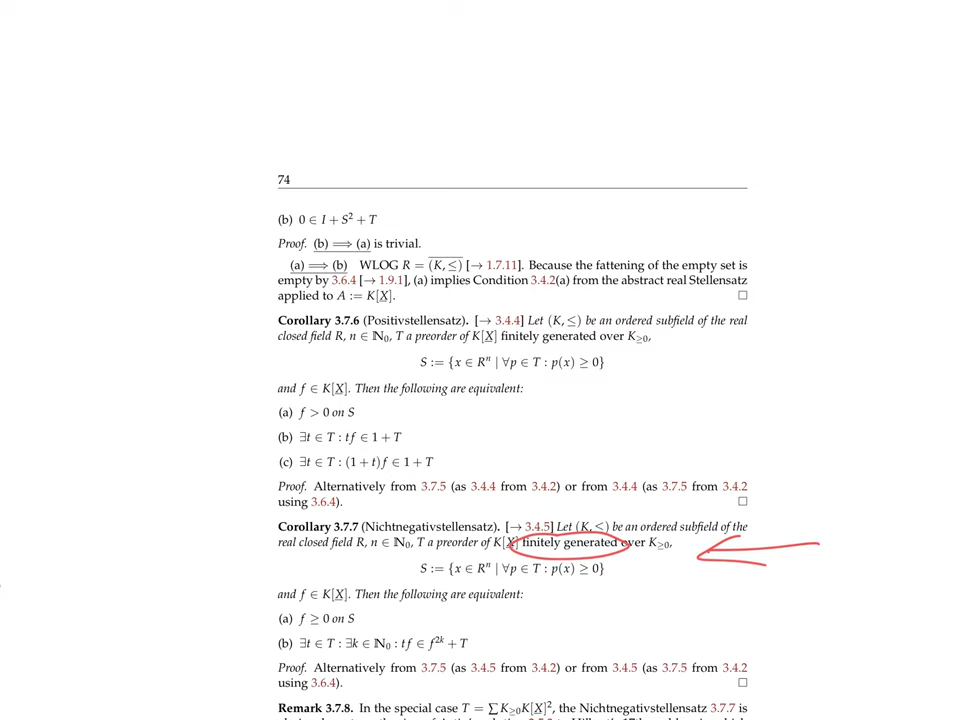 74
(b) 0 ∈ I + S² + T
Proof. (b) ⟹ (a) is trivial.
(a) ⟹ (b) WLOG R = \overline{(K, ≤)} [→ 1.7.11]. Because the fattening of the empty set is
empty by 3.6.4 [→ 1.9.1], (a) implies Condition 3.4.2(a) from the abstract real Stellensatz
applied to A := K[X]. □
Corollary 3.7.6 (Positivstellensatz). [→ 3.4.4] Let (K, ≤) be an ordered subfield of the real
closed field R, n ∈ ℕ₀, T a preorder of K[X] finitely generated over K≥0,
S := {x ∈ Rⁿ | ∀p ∈ T : p(x) ≥ 0}
and f ∈ K[X]. Then the following are equivalent:
(a) f > 0 on S
(b) ∃t ∈ T : tf ∈ 1 + T
(c) ∃t ∈ T : (1 + t)f ∈ 1 + T
Proof. Alternatively from 3.7.5 (as 3.4.4 from 3.4.2) or from 3.4.4 (as 3.7.5 from 3.4.2
using 3.6.4). □
Corollary 3.7.7 (Nichtnegativstellensatz). [→ 3.4.5] Let (K, ≤) be an ordered subfield of the
real closed field R, n ∈ ℕ₀, T a preorder of K[X] finitely generated over K≥0,
S := {x ∈ Rⁿ | ∀p ∈ T : p(x) ≥ 0}
and f ∈ K[X]. Then the following are equivalent:
(a) f ≥ 0 on S
(b) ∃t ∈ T : ∃k ∈ ℕ₀ : tf ∈ f²ᵏ + T
Proof. Alternatively from 3.7.5 (as 3.4.5 from 3.4.2) or from 3.4.5 (as 3.7.5 from 3.4.2
using 3.6.4). □
Remark 3.7.8. In the special case T = ∑ K≥0K[X]², the Nichtnegativstellensatz 3.7.7 is